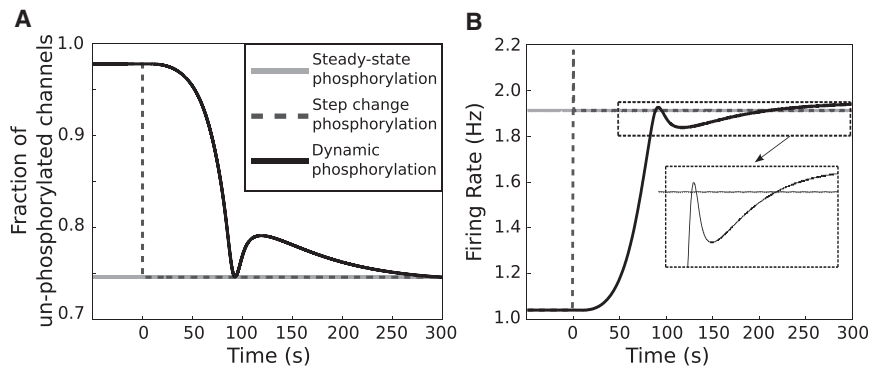 A
Fraction of
un-phosphorylated channels
1.0
0.9
0.8
0.7
Steady-state
phosphorylation
Step change
phosphorylation
Dynamic
phosphorylation
0 50 100 150 200 250 300
Time (s)
B
Firing Rate (Hz)
2.2
2.0
1.8
1.6
1.4
1.2
1.0
0 50 100 150 200 250 300
Time (s)